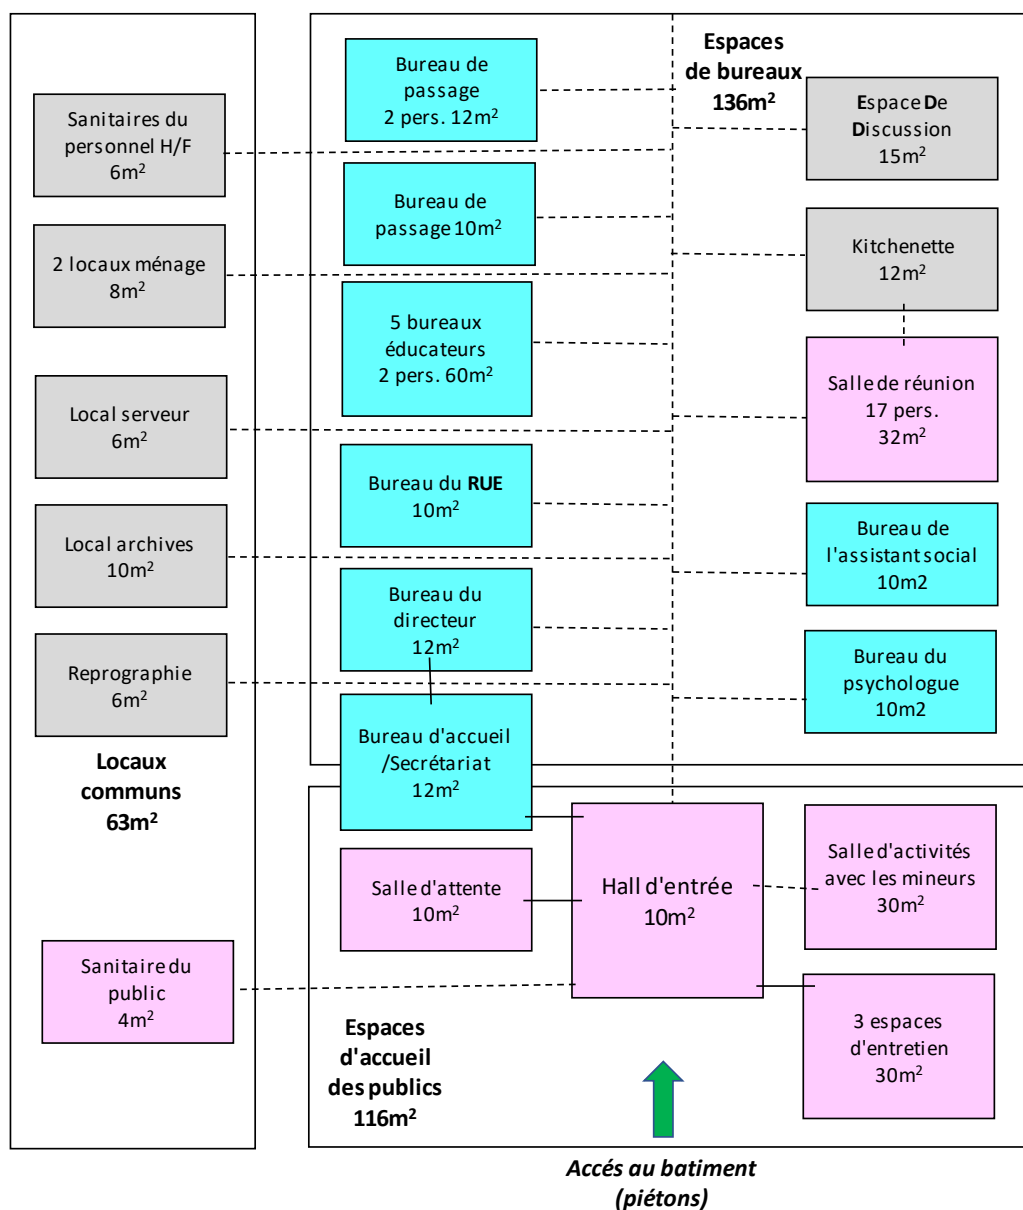 Sanitaires du
personnel H/F
6m²
2 locaux ménage
8m²
Local serveur
6m²
Local archives
10m²
Reprographie
6m²
Locaux
communs
63m²
Sanitaire du
public
4m²
Bureau de
passage
2 pers. 12m²
Bureau de
passage 10m²
5 bureaux
éducateurs
2 pers. 60m²
Bureau du RUE
10m²
Bureau du
directeur
12m²
Bureau d'accueil
/Secrétariat
12m²
Espaces
de bureaux
136m²
Espace De
Discussion
15m²
Kitchenette
12m²
Salle de réunion
17 pers.
32m²
Bureau de
l'assistant social
10m2
Bureau du
psychologue
10m2
Salle d'attente
10m²
Hall d'entrée
10m²
Salle d'activités
avec les mineurs
30m²
3 espaces
d'entretien
30m²
Espaces
d'accueil
des publics
116m²
Accés au batiment
(piétons)